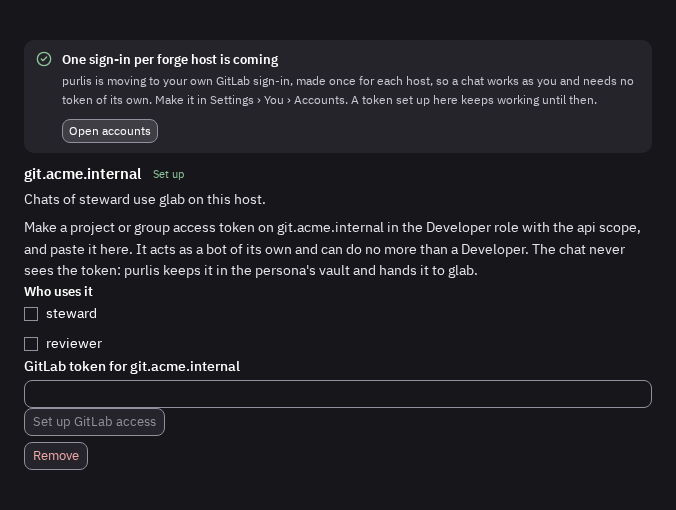 One sign-in per forge host is coming
purlis is moving to your own GitLab sign-in, made once for each host, so a chat works as you and needs no
token of its own. Make it in Settings › You › Accounts. A token set up here keeps working until then.
Open accounts
git.acme.internal Set up
Chats of steward use glab on this host.
Make a project or group access token on git.acme.internal in the Developer role with the api scope,
and paste it here. It acts as a bot of its own and can do no more than a Developer. The chat never
sees the token: purlis keeps it in the persona's vault and hands it to glab.
Who uses it
steward
reviewer
GitLab token for git.acme.internal
Set up GitLab access
Remove